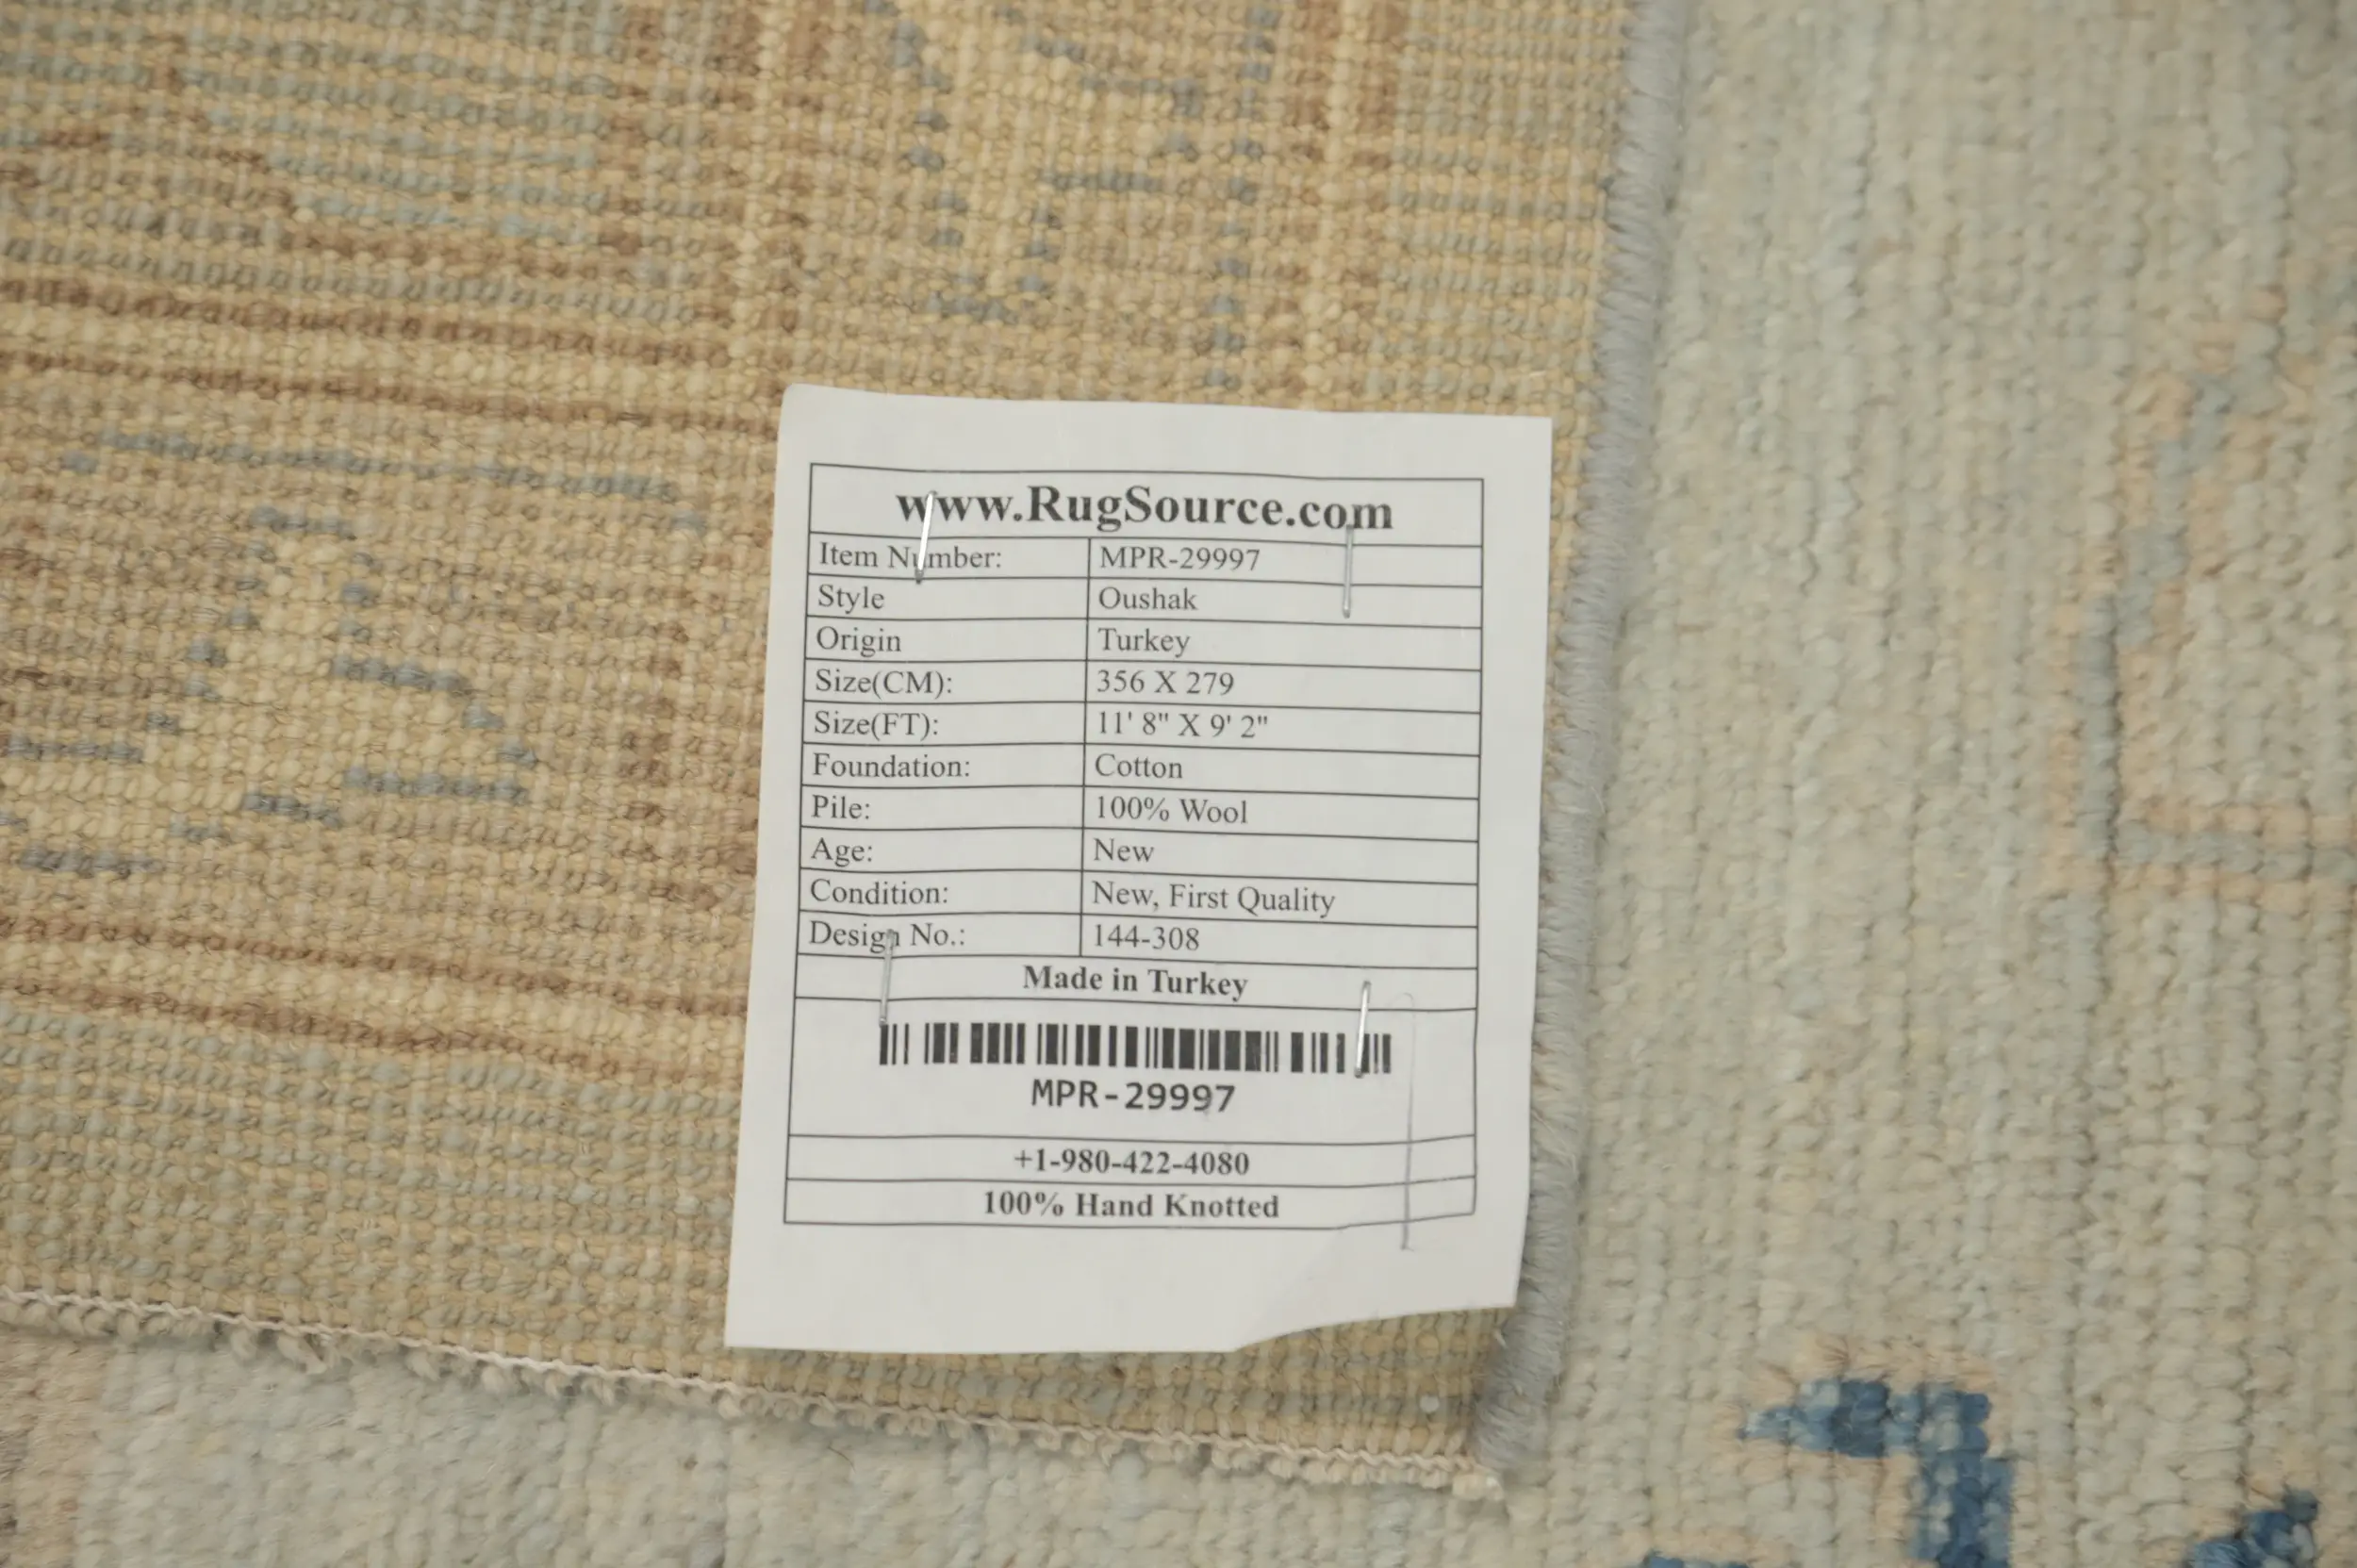 www.RugSource.com
Item Number: MPR-29997
Style Oushak
Origin Turkey
Size(CM): 356 X 279
Size(FT): 11' 8" X 9' 2"
Foundation: Cotton
Pile: 100% Wool
Age: New
Condition: New, First Quality
Design No.: 144-308
Made in Turkey
MPR-29997
+1-980-422-4080
100% Hand Knotted